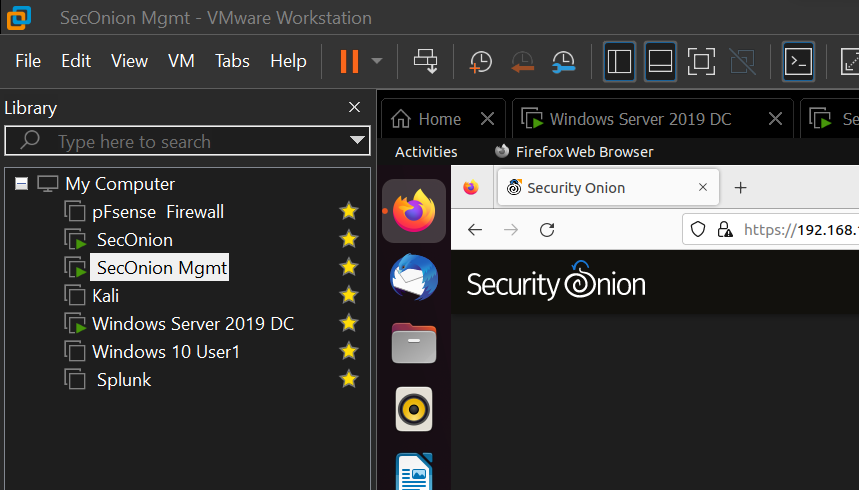 SecOnion Mgmt - VMware Workstation
File Edit View VM Tabs Help
Library
Type here to search
My Computer
pFsense  Firewall
SecOnion
SecOnion Mgmt
Kali
Windows Server 2019 DC
Windows 10 User1
Splunk
Home
Windows Server 2019 DC
Se
Activities
Firefox Web Browser
Security Onion
https://192.168.1
Security Onion